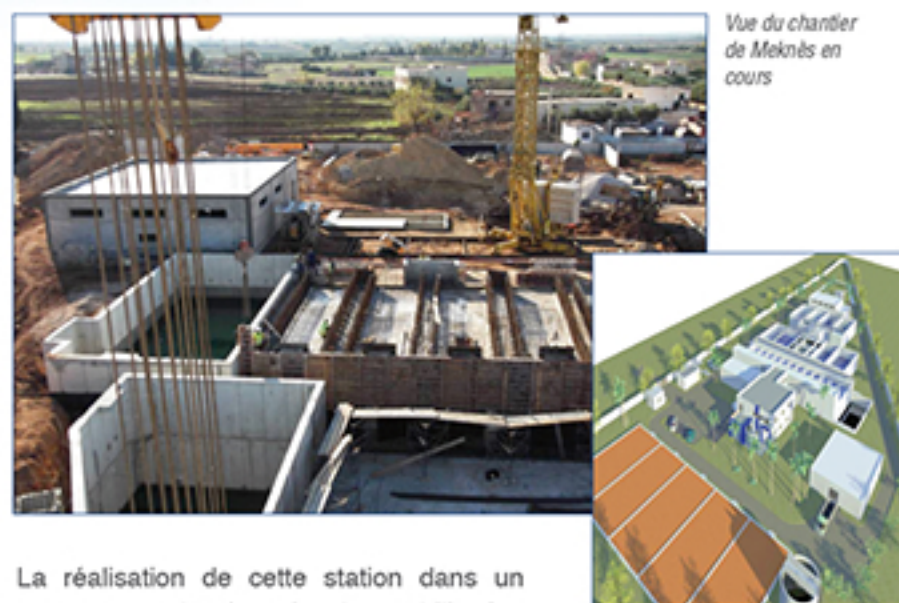 Vue du chantier
de Meknès en
cours
La réalisation de cette station dans un